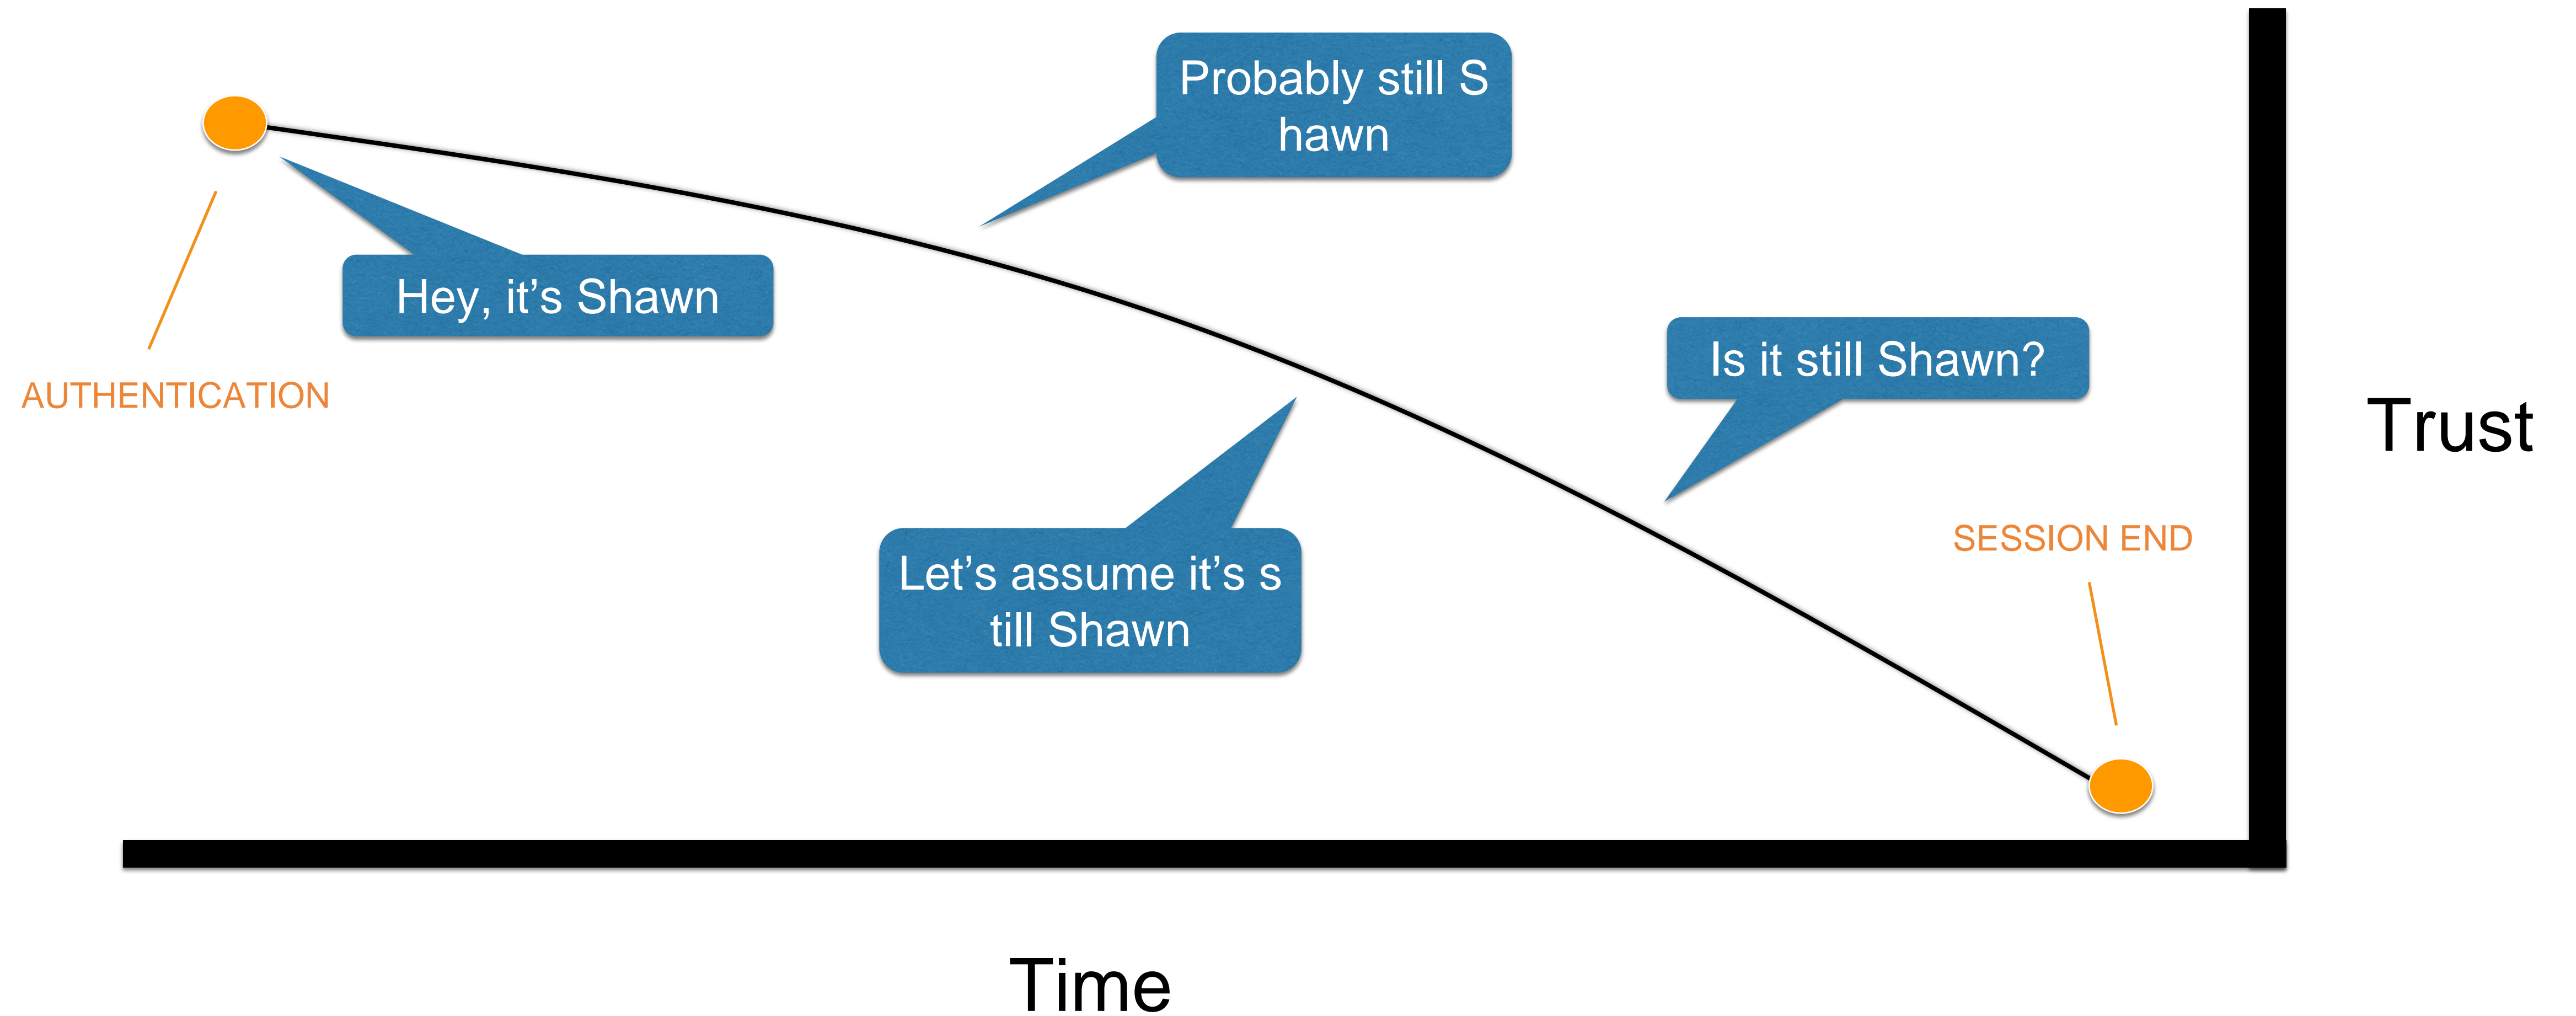 Probably still S
hawn
Hey, it’s Shawn
AUTHENTICATION
Is it still Shawn?
Trust
SESSION END
Let’s assume it’s s
till Shawn
Time